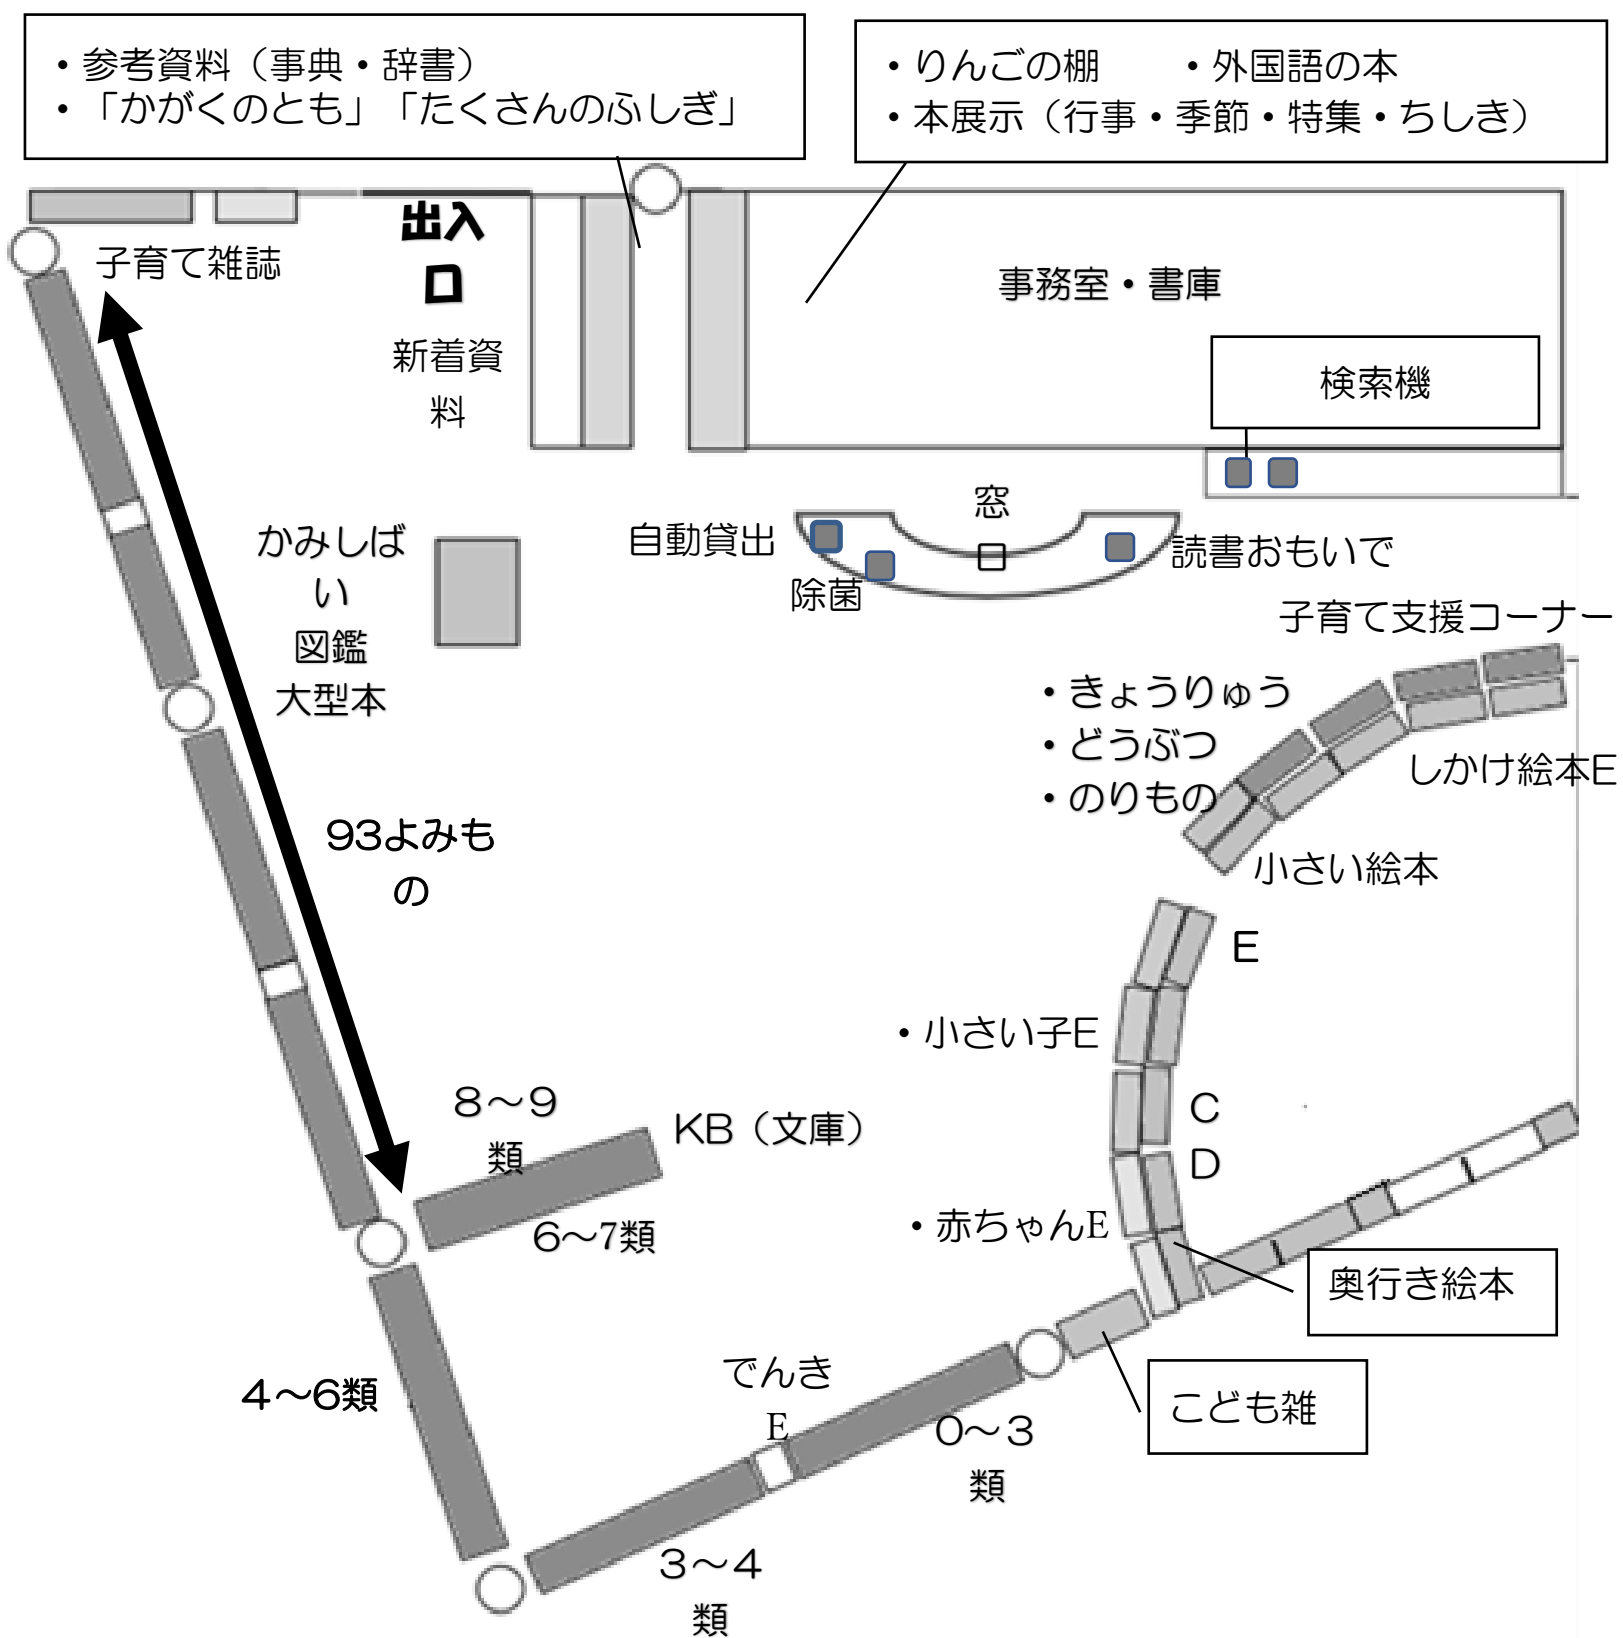 ・参考資料（事典・辞書）
・「かがくのとも」「たくさんのふしぎ」
・りんごの棚　　・外国語の本
・本展示（行事・季節・特集・ちしき）
出入
口
子育て雑誌
事務室・書庫
新着資
料
検索機
窓
かみしば
い
図鑑
大型本
自動貸出
除菌
読書おもいで
子育て支援コーナー
・きょうりゅう
・どうぶつ
・のりもの
しかけ絵本E
小さい絵本
93よみも
の
E
・小さい子E
8～9
類
KB（文庫）
C
D
6～7類
・赤ちゃんE
奥行き絵本
でんき
E
4～6類
こども雑
0～3
類
3～4
類